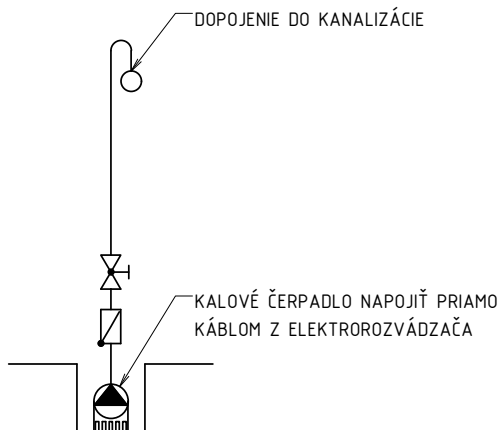 DOPOJENIE DO KANALIZÁCIE
KALOVÉ ČERPADLO NAPOJIŤ PRIAMO
KÁBLOM Z ELEKTROROZVÁDZAČA